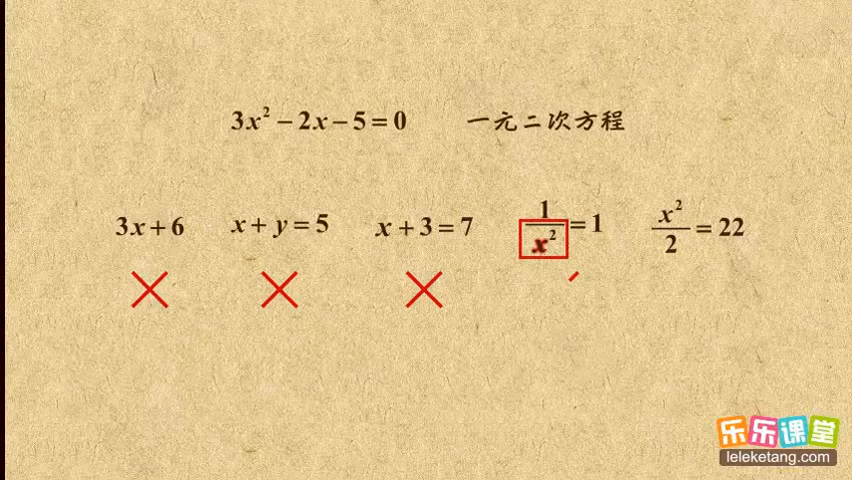 3x² − 2x − 5 = 0 一元二次方程
3x + 6 x + y = 5 x + 3 = 7 1/x² = 1 x²/2 = 22
乐乐课堂
leleketang.com